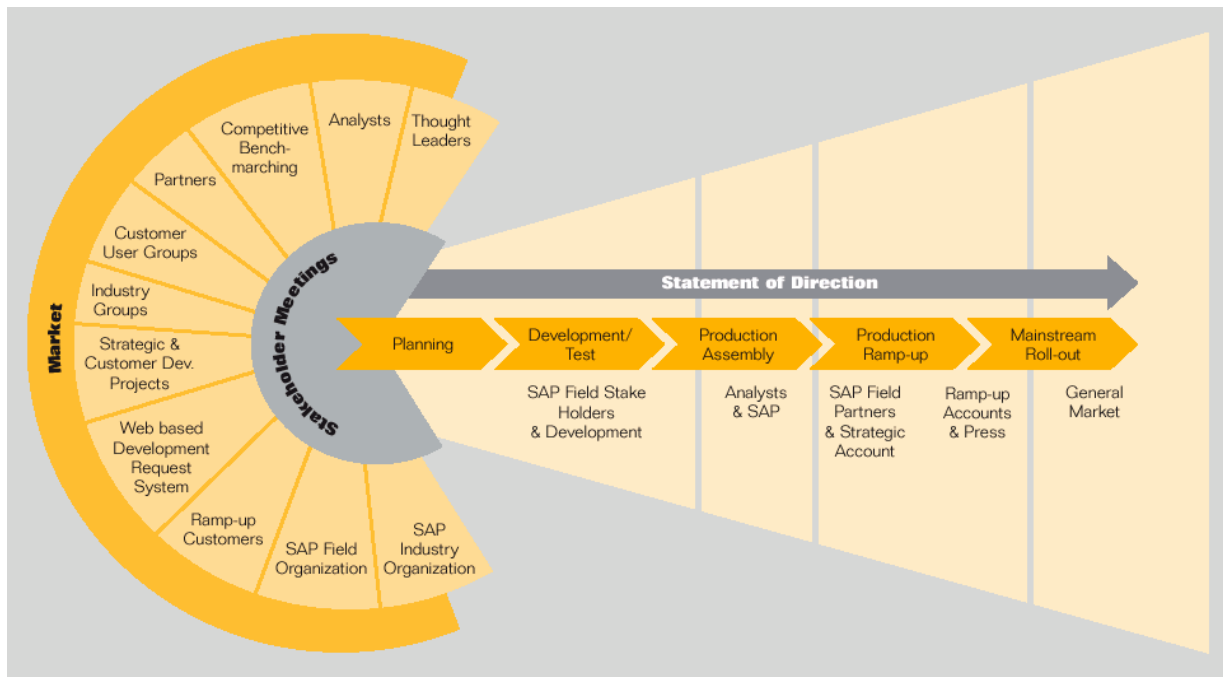 Market
Thought
Leaders
Analysts
Competitive
Bench-
marching
Partners
Customer
User Groups
Industry
Groups
Strategic &
Customer Dev.
Projects
Web based
Development
Request
System
Ramp-up
Customers
SAP Field
Organization
SAP
Industry
Organization
Stakeholder Meetings
Statement of Direction
Planning
Development/
Test
Production
Assembly
Production
Ramp-up
Mainstream
Roll-out
SAP Field Stake
Holders
& Development
Analysts
& SAP
SAP Field
Partners
& Strategic
Account
Ramp-up
Accounts
& Press
General
Market